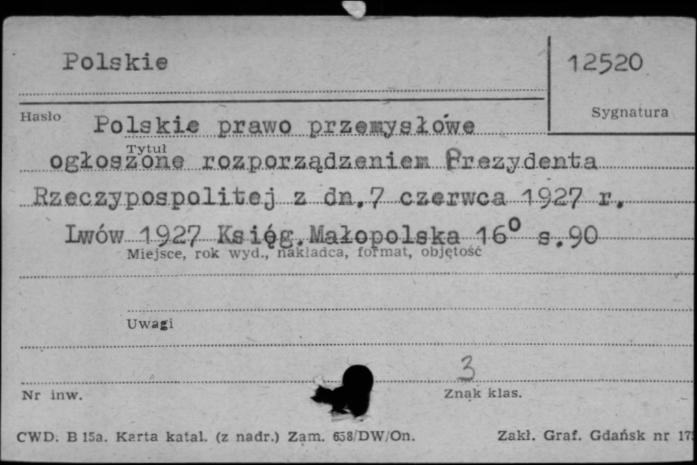 Polskie
12520
Hasło
Sygnatura
Polskie prawo przemysłowe
Tytuł
ogłoszone rozporządzeniem Prezydenta
Rzeczypospolitej z dn.7 czerwca 1927 r.
Lwów 1927 Księg.Małopolska 16° s.90
Miejsce, rok wyd., nakładca, format, objętość
Uwagi
3
Nr inw.
Znak klas.
CWD. B 15a. Karta katal. (z nadr.) Zam. 658/DW/On.
Zakł. Graf. Gdańsk nr